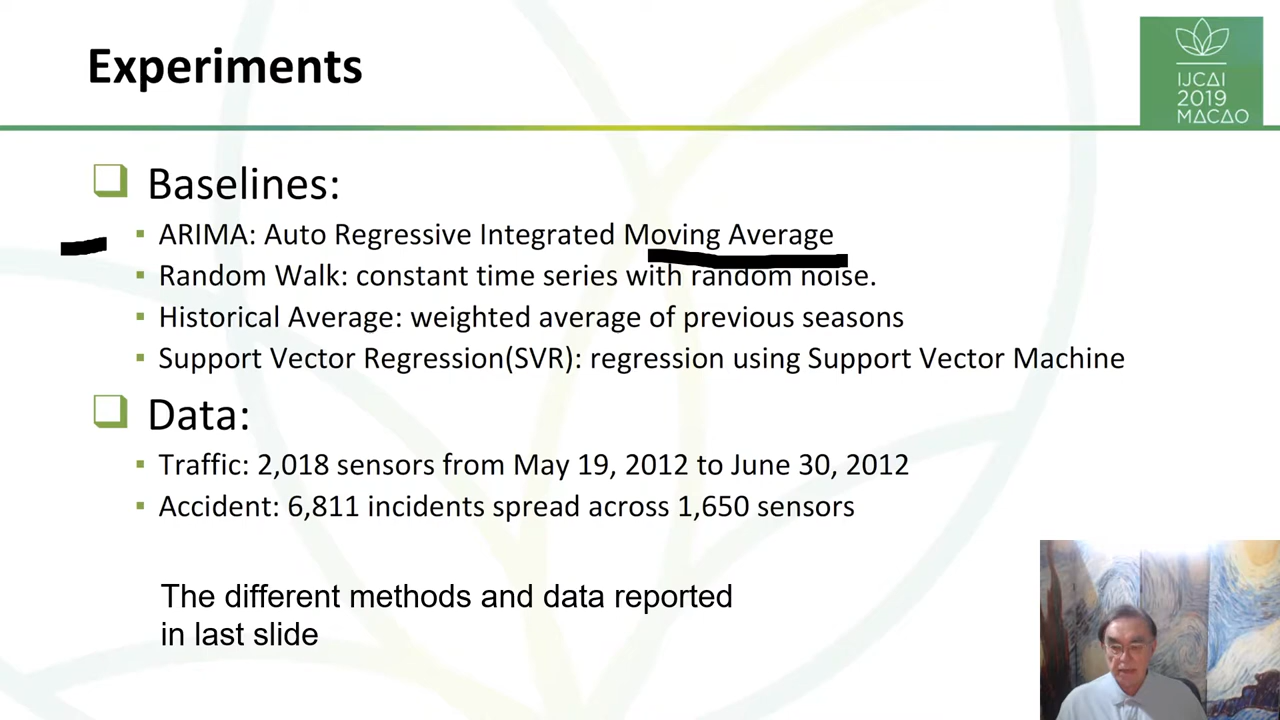 Experiments
IJCAI
2019
MACAO
Baselines:
ARIMA: Auto Regressive Integrated Moving Average
Random Walk: constant time series with random noise.
Historical Average: weighted average of previous seasons
Support Vector Regression(SVR): regression using Support Vector Machine
Data:
Traffic: 2,018 sensors from May 19, 2012 to June 30, 2012
Accident: 6,811 incidents spread across 1,650 sensors
The different methods and data reported
in last slide